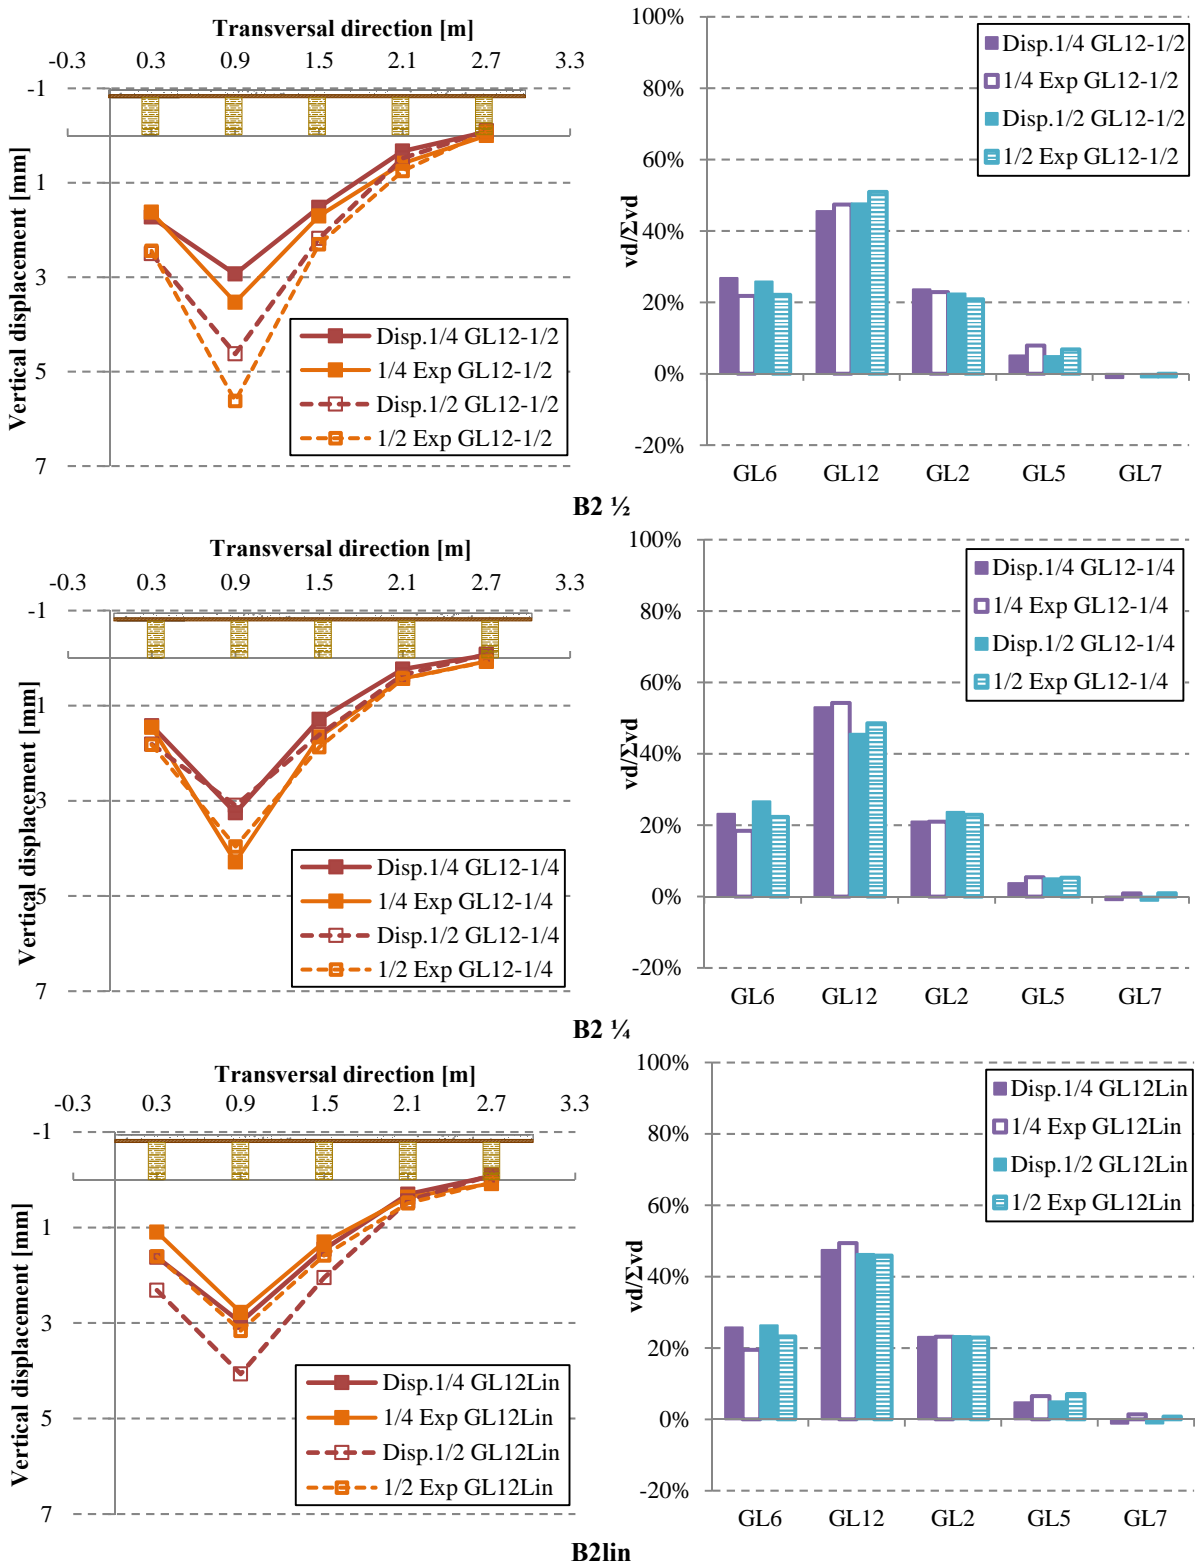 Transversal direction [m]
-0.3 0.3 0.9 1.5 2.1 2.7 3.3
-1
1
3
5
7
Vertical displacement [mm]
Disp.1/4 GL12-1/2
1/4 Exp GL12-1/2
Disp.1/2 GL12-1/2
1/2 Exp GL12-1/2
100%
80%
60%
40%
20%
0%
-20%
vd/Σvd
Disp.1/4 GL12-1/2
1/4 Exp GL12-1/2
Disp.1/2 GL12-1/2
1/2 Exp GL12-1/2
GL6 GL12 GL2 GL5 GL7
B2 ½
Transversal direction [m]
-0.3 0.3 0.9 1.5 2.1 2.7 3.3
-1
1
3
5
7
Vertical displacement [mm]
Disp.1/4 GL12-1/4
1/4 Exp GL12-1/4
Disp.1/2 GL12-1/4
1/2 Exp GL12-1/4
100%
80%
60%
40%
20%
0%
-20%
vd/Σvd
Disp.1/4 GL12-1/4
1/4 Exp GL12-1/4
Disp.1/2 GL12-1/4
1/2 Exp GL12-1/4
GL6 GL12 GL2 GL5 GL7
B2 ¼
Transversal direction [m]
-0.3 0.3 0.9 1.5 2.1 2.7 3.3
-1
1
3
5
7
Vertical displacement [mm]
Disp.1/4 GL12Lin
1/4 Exp GL12Lin
Disp.1/2 GL12Lin
1/2 Exp GL12Lin
100%
80%
60%
40%
20%
0%
-20%
vd/Σvd
Disp.1/4 GL12Lin
1/4 Exp GL12Lin
Disp.1/2 GL12Lin
1/2 Exp GL12Lin
GL6 GL12 GL2 GL5 GL7
B2lin